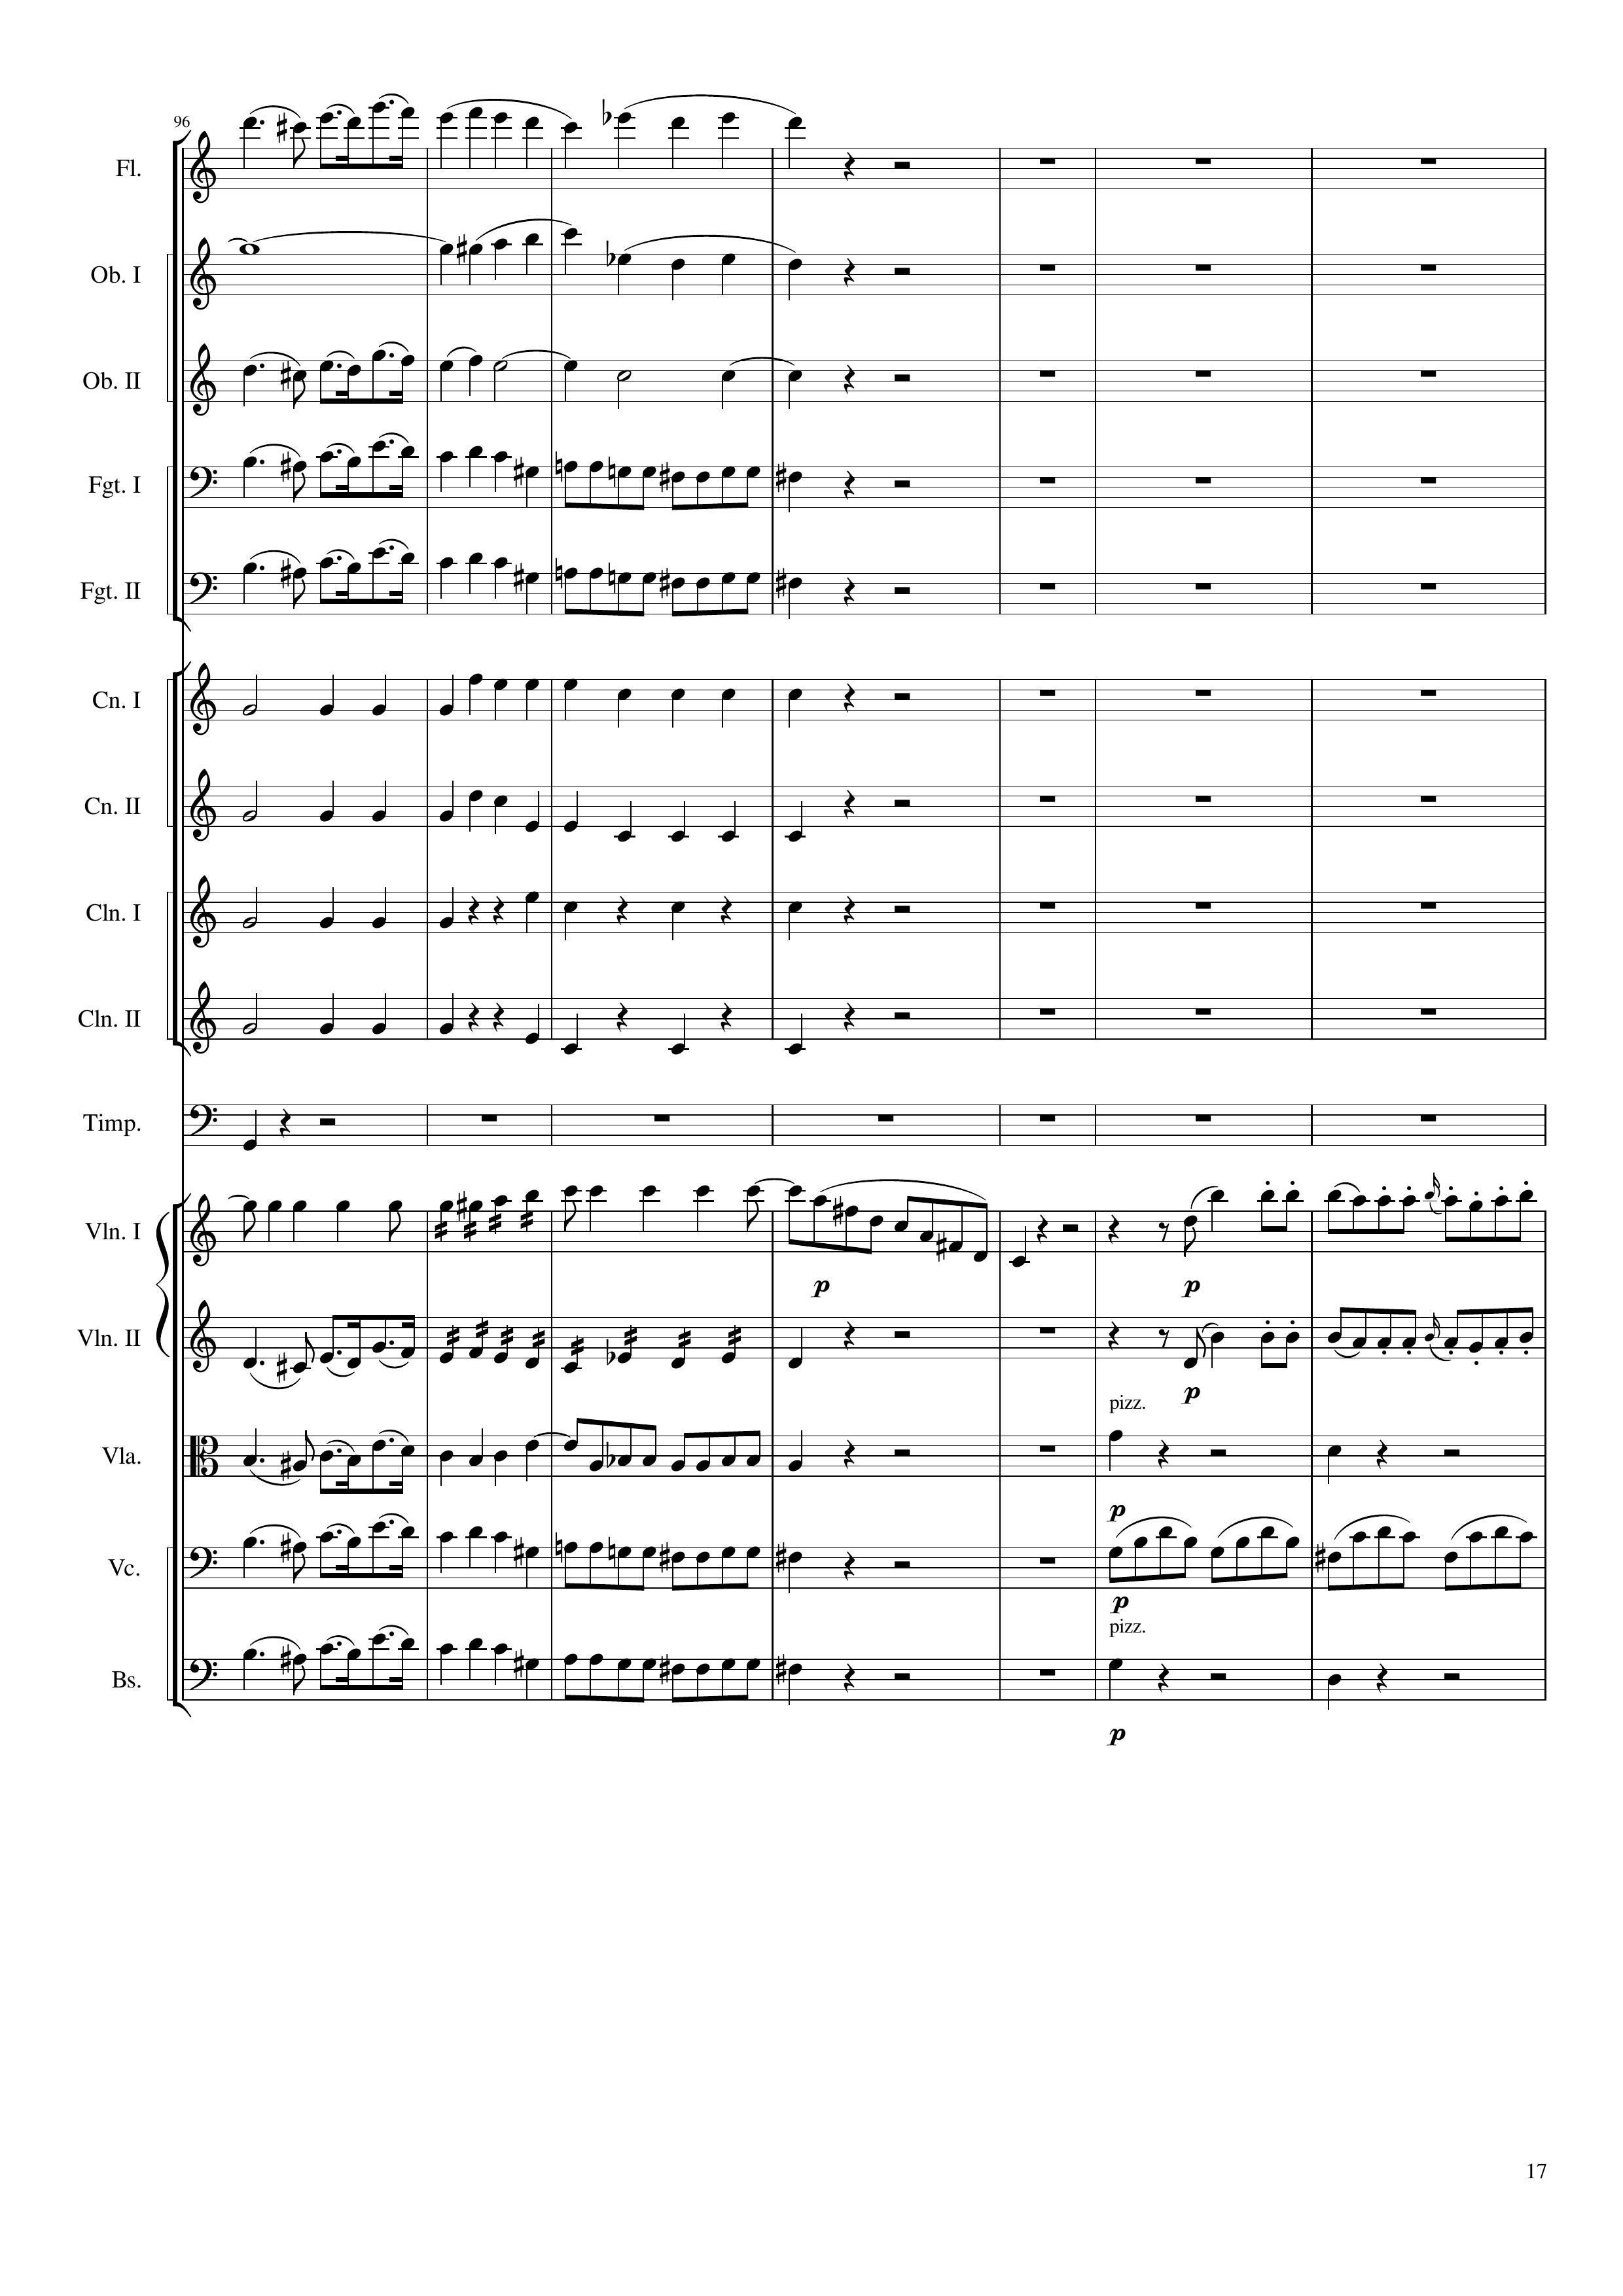 96
Fl.
Ob. I
Ob. II
Fgt. I
Fgt. II
Cn. I
Cn. II
Cln. I
Cln. II
Timp.
Vln. I
p
p
Vln. II
p
pizz.
Vla.
p
Vc.
p
pizz.
Bs.
p
17